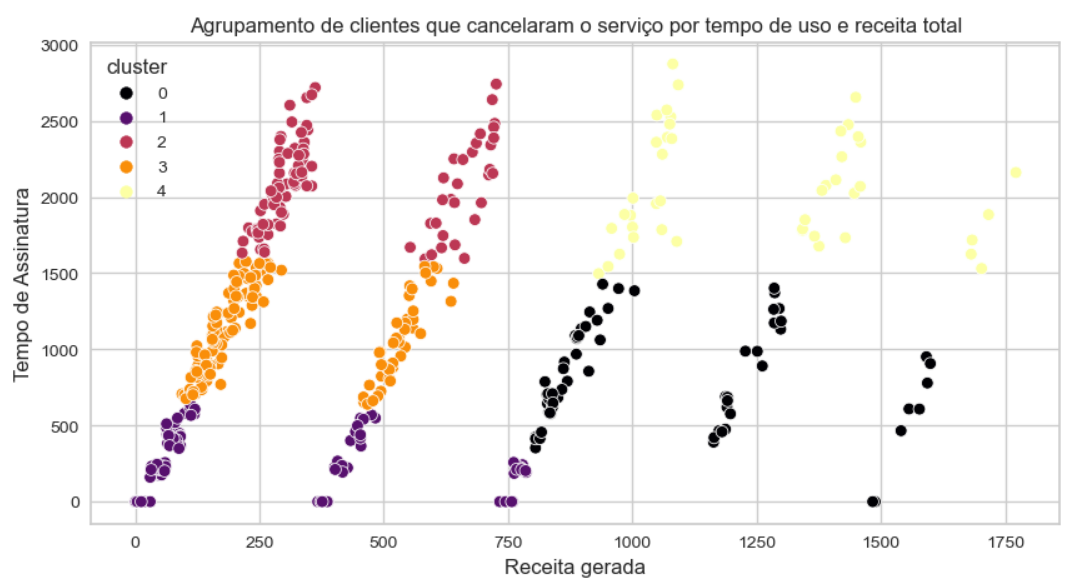 Agrupamento de clientes que cancelaram o serviço por tempo de uso e receita total
3000
2500
2000
1500
1000
500
0
Tempo de Assinatura
cluster
0
1
2
3
4
0 250 500 750 1000 1250 1500 1750
Receita gerada